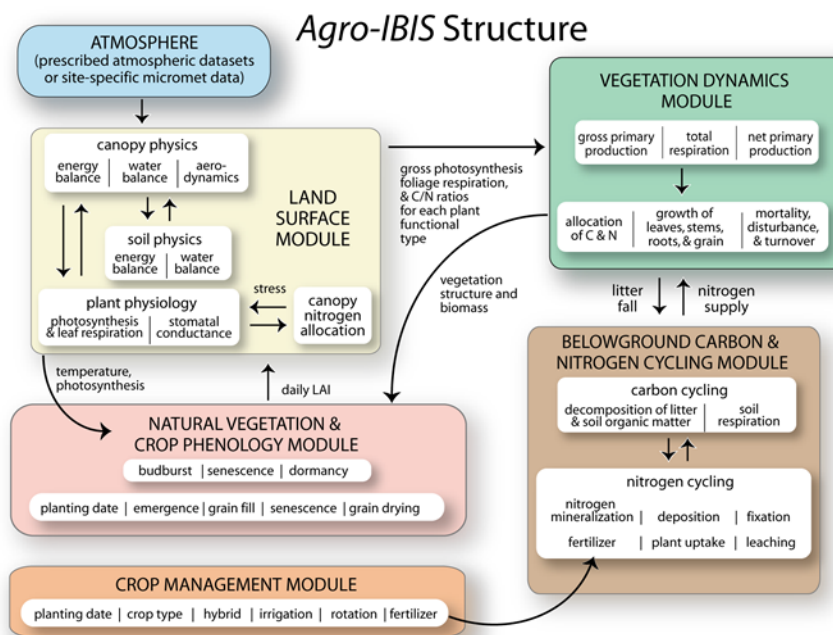 Agro-IBIS Structure
ATMOSPHERE
(prescribed atmospheric datasets
or site-specific micromet data)
canopy physics
energy balance | water balance | aero-dynamics
soil physics
energy balance | water balance
plant physiology
photosynthesis & leaf respiration | stomatal conductance
LAND
SURFACE
MODULE
stress
canopy
nitrogen
allocation
gross photosynthesis
foliage respiration,
& C/N ratios
for each plant
functional
type
VEGETATION DYNAMICS
MODULE
gross primary production | total respiration | net primary production
allocation of C & N | growth of leaves, stems, roots, & grain | mortality, disturbance, & turnover
vegetation
structure and
biomass
litter
fall
nitrogen
supply
BELOWGROUND CARBON &
NITROGEN CYCLING MODULE
carbon cycling
decomposition of litter & soil organic matter | soil respiration
nitrogen cycling
nitrogen mineralization | deposition | fixation
fertilizer | plant uptake | leaching
temperature,
photosynthesis
daily LAI
NATURAL VEGETATION &
CROP PHENOLOGY MODULE
budburst | senescence | dormancy
planting date | emergence | grain fill | senescence | grain drying
CROP MANAGEMENT MODULE
planting date | crop type | hybrid | irrigation | rotation | fertilizer